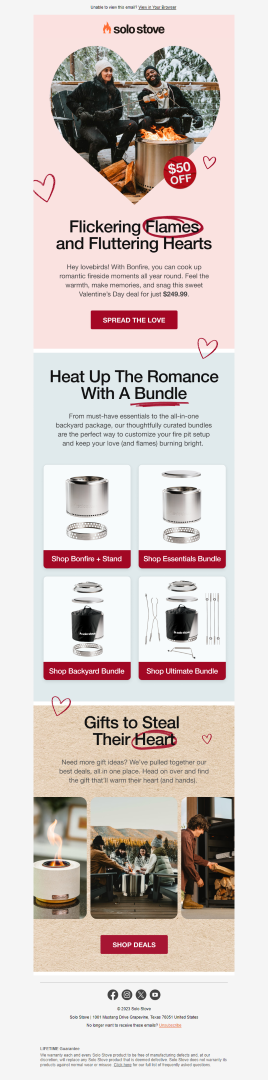 Unable to view this email? View in Your Browser
solo stove
$50
OFF
Flickering Flames
and Fluttering Hearts
Hey lovebirds! With Bonfire, you can cook up
romantic fireside moments all year round. Feel the
warmth, make memories, and snag this sweet
Valentine's Day deal for just $249.99.
SPREAD THE LOVE
Heat Up The Romance
With A Bundle
From must-have essentials to the all-in-one
backyard package, our thoughtfully curated bundles
are the perfect way to customize your fire pit setup
and keep your love (and flames) burning bright.
Shop Bonfire + Stand
Shop Essentials Bundle
solo stove
solo stove
Shop Backyard Bundle
Shop Ultimate Bundle
Gifts to Steal
Their Heart
Need more gift ideas? We've pulled together our
best deals, all in one place. Head on over and find
the gift that'll warm their heart (and hands).
SHOP DEALS
© 2023 Solo Stove
Solo Stove | 1001 Mustang Drive Grapevine, Texas 76051 United States
No longer want to receive these emails? Unsubscribe
LIFETIME Guarantee
We warranty each and every Solo Stove product to be free of manufacturing defects and, at our
discretion, will replace any Solo Stove product that is deemed defective. Solo Stove does not warranty its
products against normal wear or misuse. Click here for our full list of frequently asked questions.